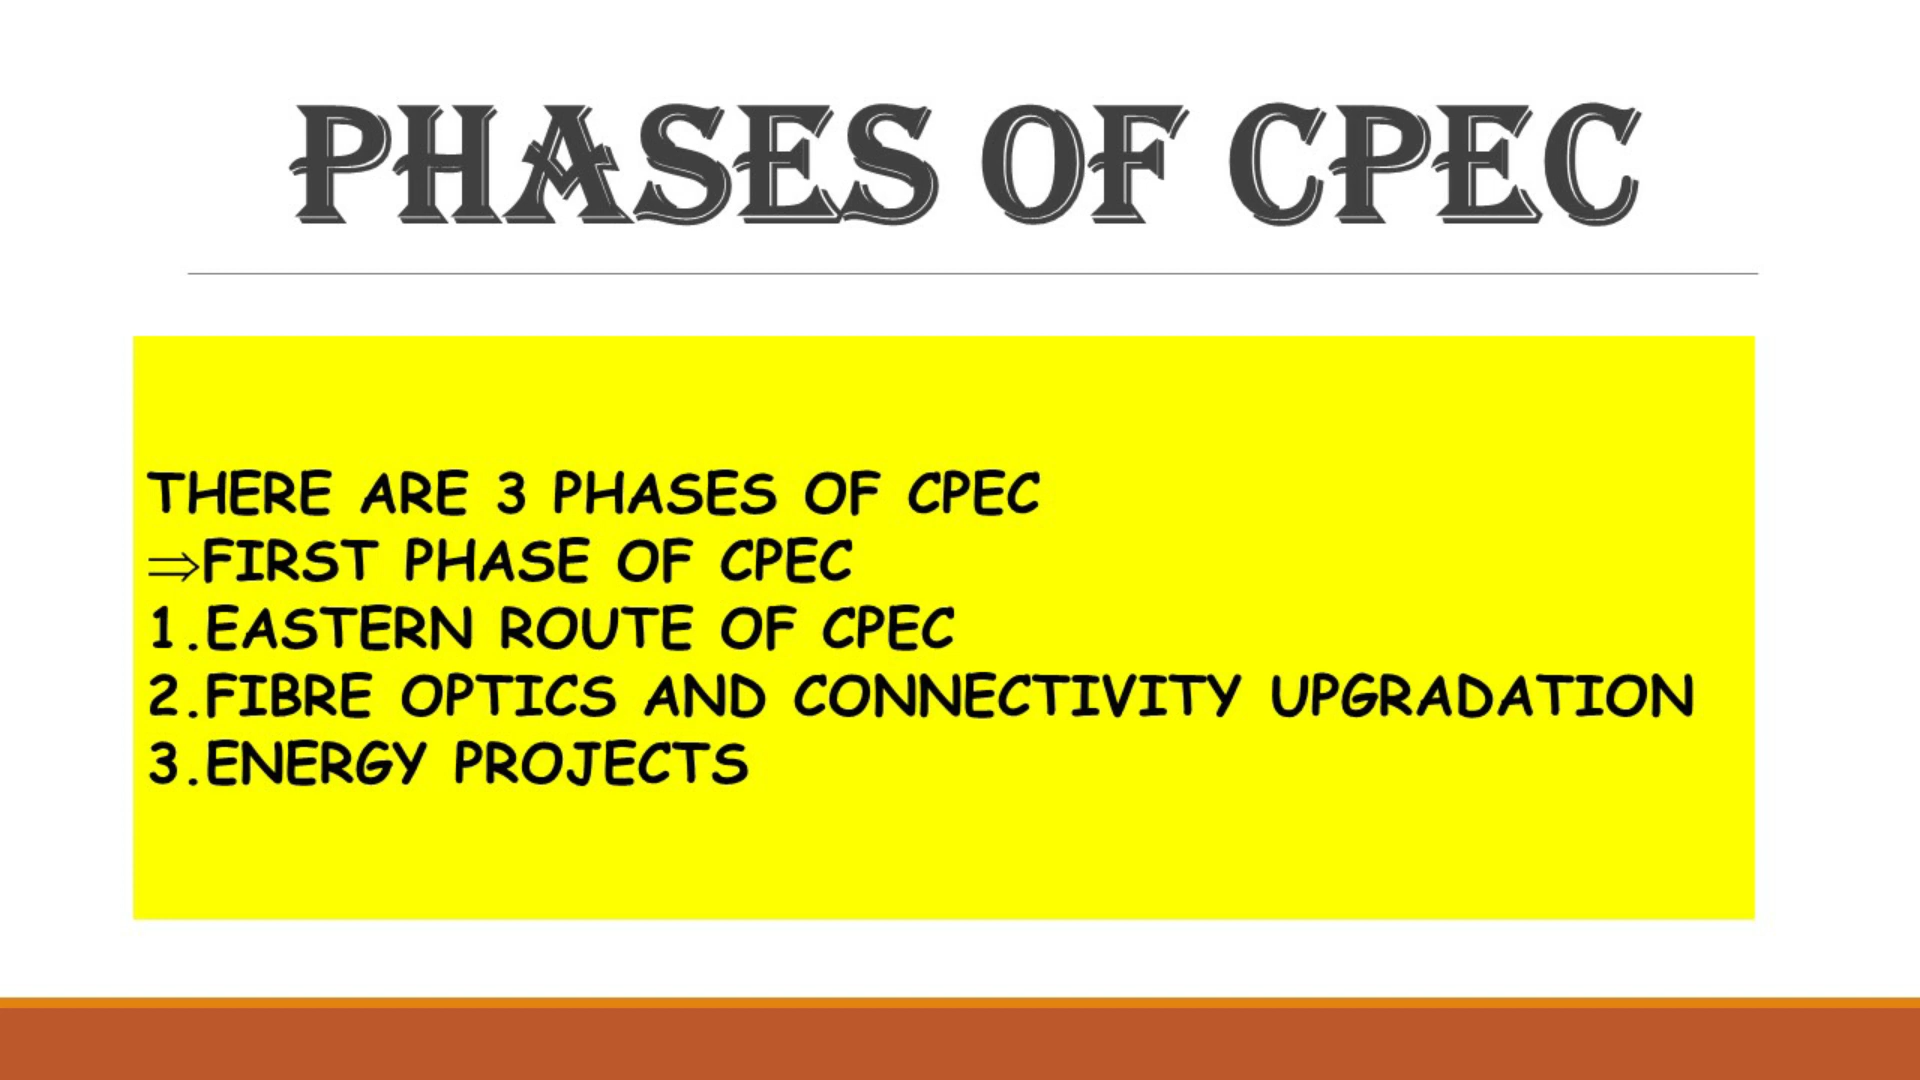 PHASES OF CPEC
THERE ARE 3 PHASES OF CPEC
⇒FIRST PHASE OF CPEC
1.EASTERN ROUTE OF CPEC
2.FIBRE OPTICS AND CONNECTIVITY UPGRADATION
3.ENERGY PROJECTS